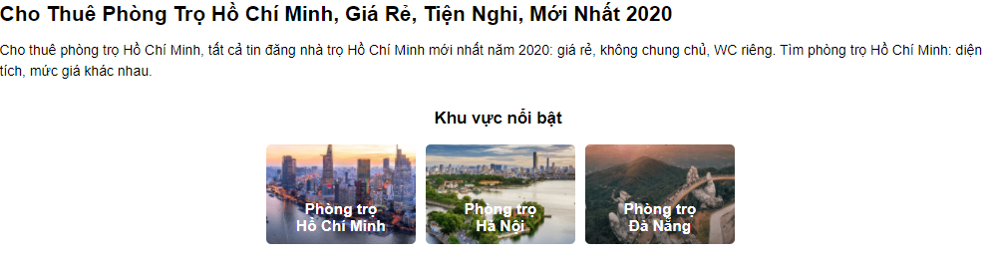 Cho Thuê Phòng Trọ Hồ Chí Minh, Giá Rẻ, Tiện Nghi, Mới Nhất 2020
Cho thuê phòng trọ Hồ Chí Minh, tất cả tin đăng nhà trọ Hồ Chí Minh mới nhất năm 2020: giá rẻ, không chung chủ, WC riêng. Tìm phòng trọ Hồ Chí Minh: diện
tích, mức giá khác nhau.
Khu vực nổi bật
Phòng trọ
Hồ Chí Minh
Phòng trọ
Hà Nội
Phòng trọ
Đà Nẵng